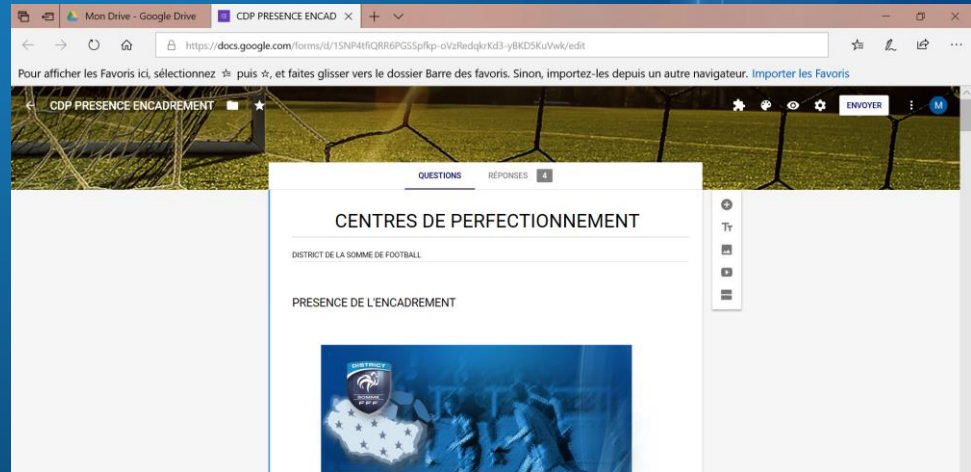 Mon Drive - Google Drive
CDP PRESENCE ENCAD
https://docs.google.com/forms/d/1SNP4tfiQRR6PGSSpfkp-oVzRedqkrKd3-yBKD5KuVwk/edit
Pour afficher les Favoris ici, sélectionnez ☆ puis ☆, et faites glisser vers le dossier Barre des favoris. Sinon, importez-les depuis un autre navigateur. Importer les Favoris
CDP PRESENCE ENCADREMENT
ENVOYER
M
QUESTIONS RÉPONSES 4
CENTRES DE PERFECTIONNEMENT
DISTRICT DE LA SOMME DE FOOTBALL
PRESENCE DE L'ENCADREMENT
Tт
DISTRICT
SOMME
FFF